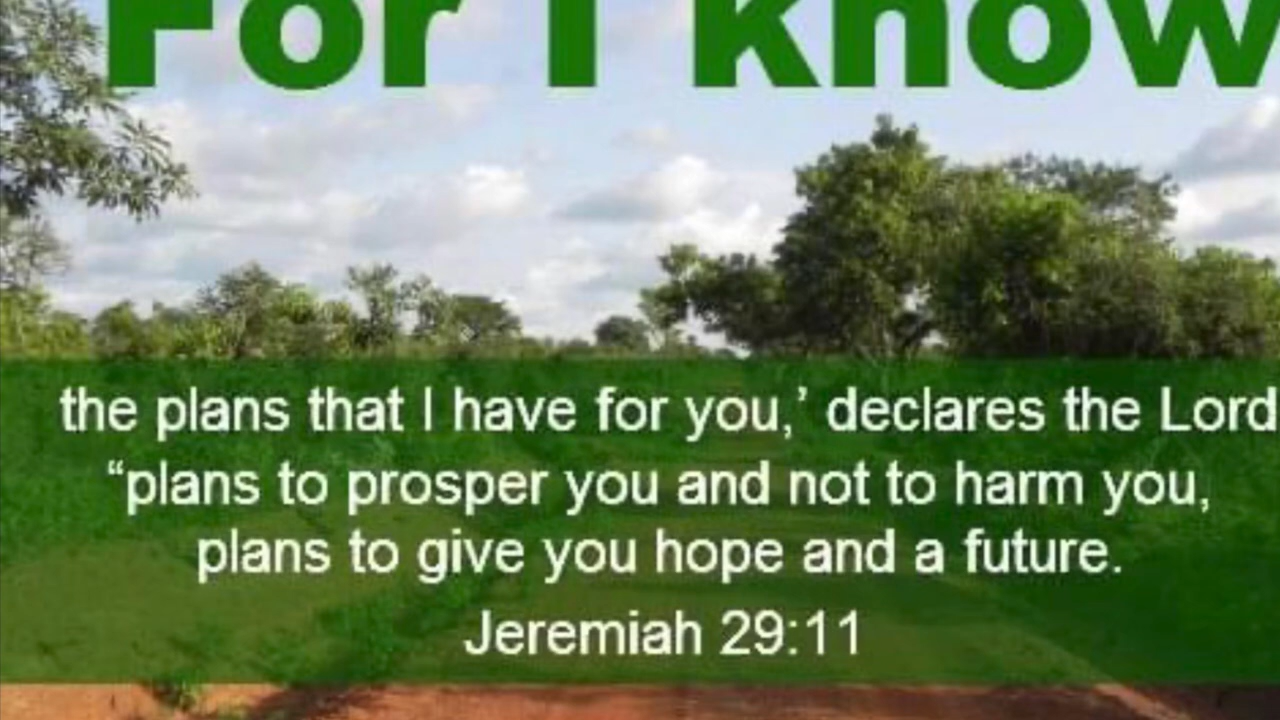 For I know
the plans that I have for you,’ declares the Lord
“plans to prosper you and not to harm you,
plans to give you hope and a future.
Jeremiah 29:11